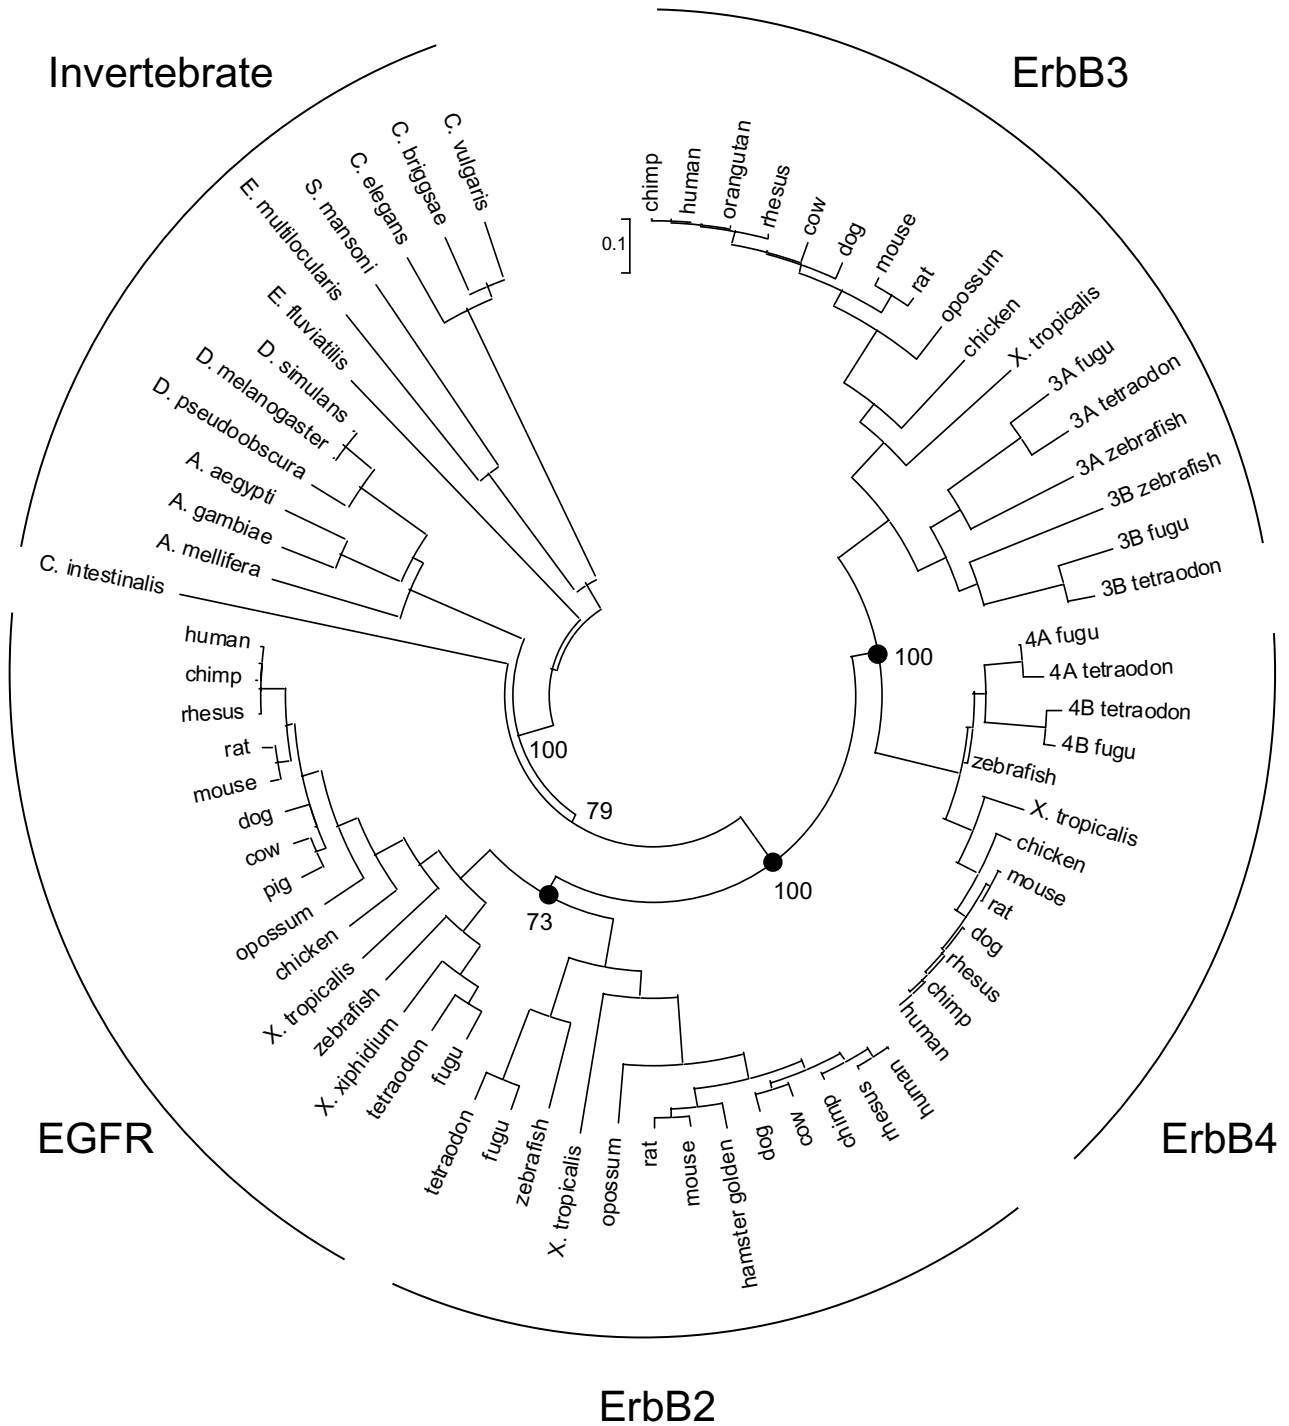 Invertebrate
ErbB3
C. vulgaris
C. briggsae
C. elegans
S. mansoni
E. multilocularis
E. fluviatilis
D. simulans
D. melanogaster
D. pseudoobscura
A. aegypti
A. gambiae
A. mellifera
C. intestinalis
0.1
chimp
human
orangutan
rhesus
cow
dog
mouse
rat
opossum
chicken
X. tropicalis
3A fugu
3A tetraodon
3A zebrafish
3B zebrafish
3B fugu
3B tetraodon
100
4A fugu
4A tetraodon
4B tetraodon
4B fugu
zebrafish
X. tropicalis
chicken
mouse
rat
dog
rhesus
chimp
human
100
79
100
73
human
chimp
rhesus
rat
mouse
dog
cow
pig
opossum
chicken
X. tropicalis
zebrafish
X. xiphidium
tetraodon
fugu
tetraodon
fugu
zebrafish
X. tropicalis
opossum
rat
mouse
hamster golden
dog
cow
chimp
rhesus
human
EGFR
ErbB4
ErbB2